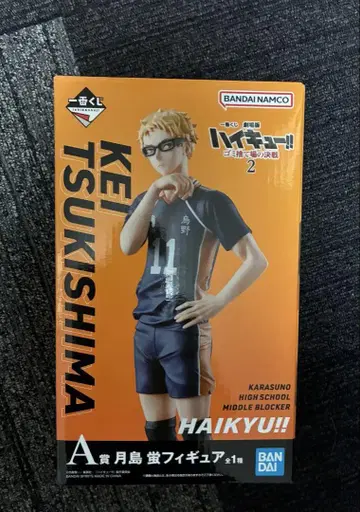 一番くじ
BANDAI NAMCO
一番くじ 劇場版
ハイキュー!!
ゴミ捨て場の決戦
2
KEI
TSUKISHIMA
烏野
11
KARASUNO
HIGH SCHOOL
MIDDLE BLOCKER
HAIKYU!!
A賞 月島 蛍フィギュア 全1種
BAN
DAI